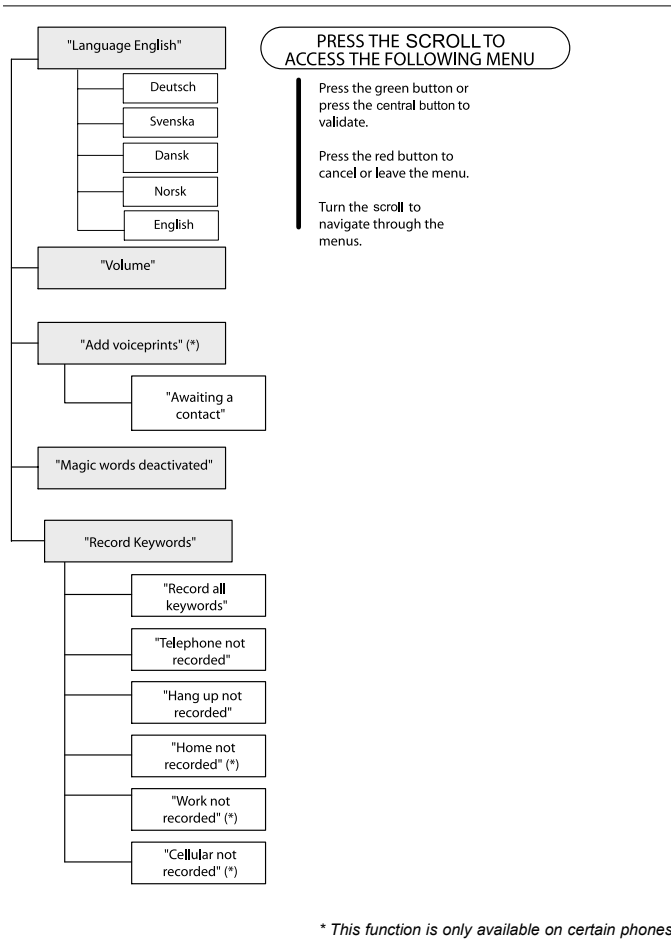 "Language English"
Deutsch
Svenska
Dansk
Norsk
English
"Volume"
"Add voiceprints" (*)
"Awaiting a
contact"
"Magic words deactivated"
"Record Keywords"
"Record all
keywords"
"Telephone not
recorded"
"Hang up not
recorded"
"Home not
recorded" (*)
"Work not
recorded" (*)
"Cellular not
recorded" (*)
PRESS THE SCROLL TO
ACCESS THE FOLLOWING MENU
Press the green button or
press the central button to
validate.
Press the red button to
cancel or leave the menu.
Turn the scroll to
navigate through the
menus.
* This function is only available on certain phones